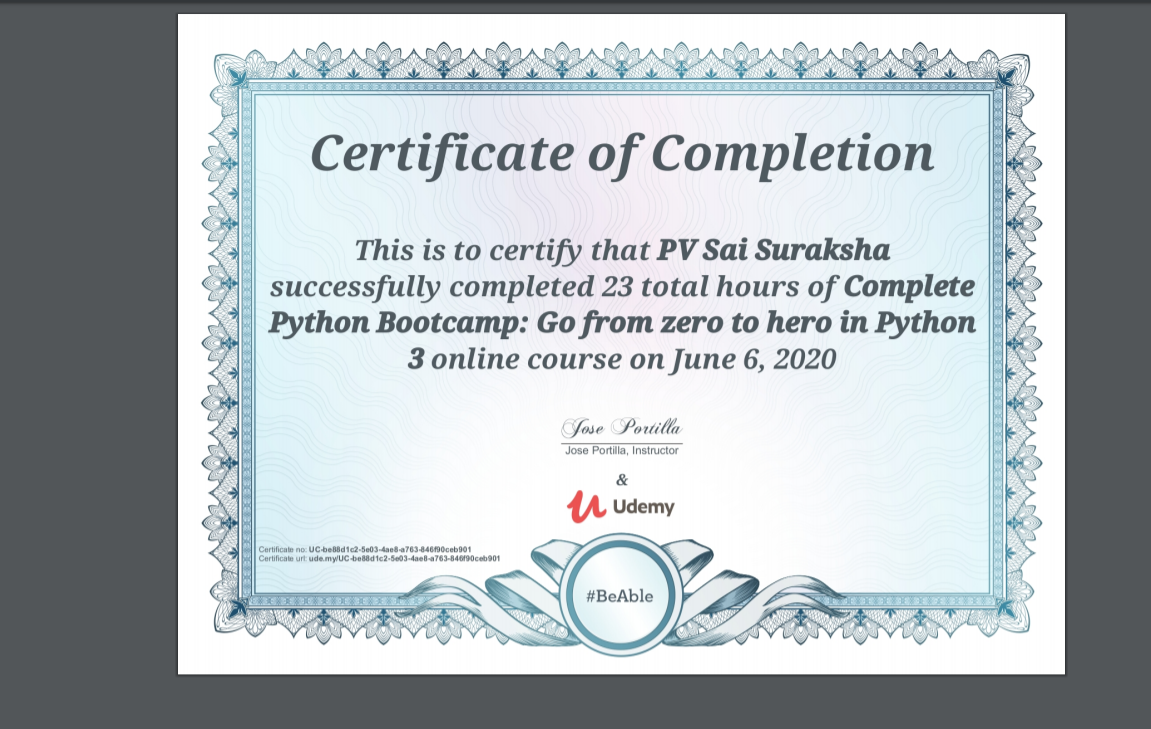 Certificate of Completion
This is to certify that PV Sai Suraksha
successfully completed 23 total hours of Complete
Python Bootcamp: Go from zero to hero in Python
3 online course on June 6, 2020
Jose Portilla
Jose Portilla, Instructor
&
Udemy
Certificate no: UC-be88d1c2-5e03-4ae8-a763-846f90ceb901
Certificate url: ude.my/UC-be88d1c2-5e03-4ae8-a763-846f90ceb901
#BeAble